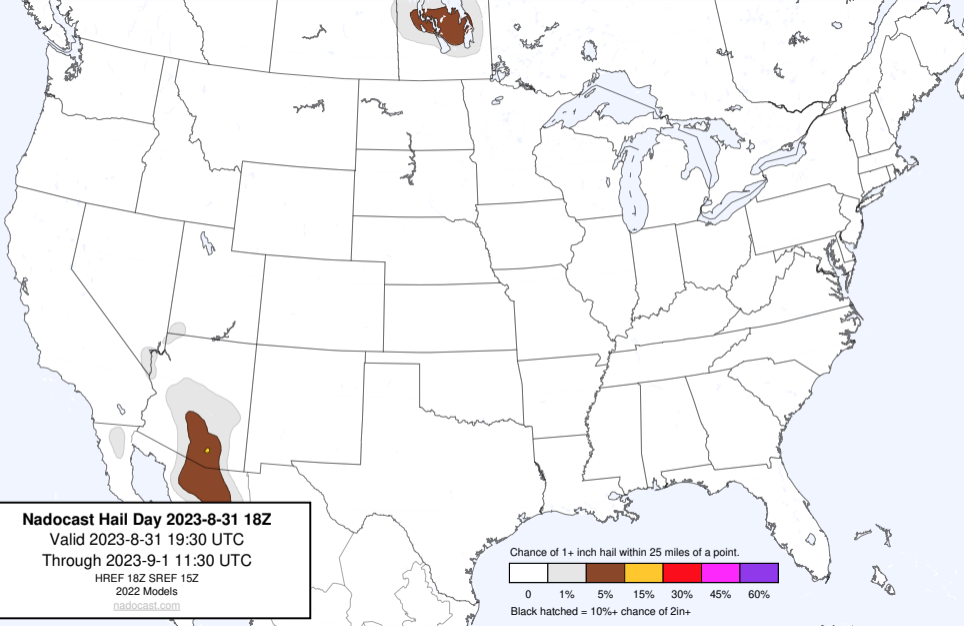 Nadocast Hail Day 2023-8-31 18Z
Valid 2023-8-31 19:30 UTC
Through 2023-9-1 11:30 UTC
HREF 18Z SREF 15Z
2022 Models
nadocast.com
Chance of 1+ inch hail within 25 miles of a point.
0 1% 5% 15% 30% 45% 60%
Black hatched = 10%+ chance of 2in+